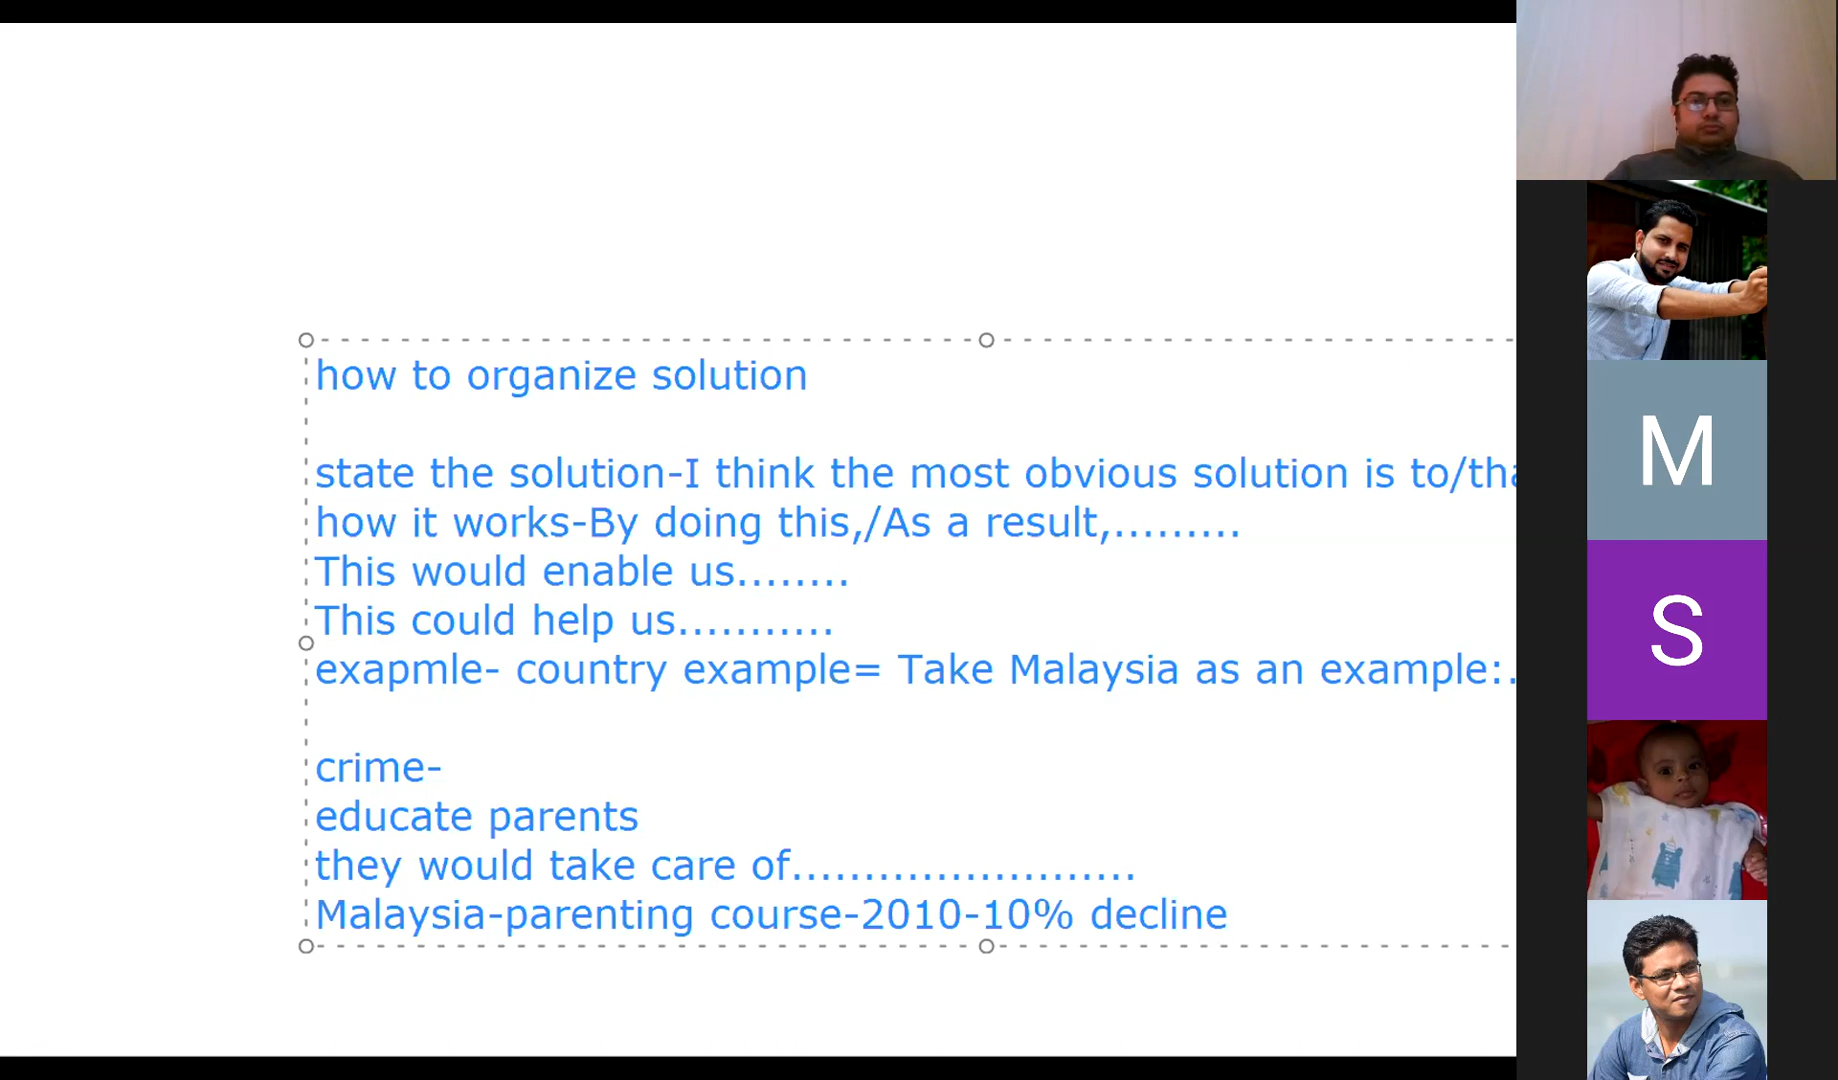 how to organize solution
state the solution-I think the most obvious solution is to/tha
how it works-By doing this,/As a result,.........
This would enable us........
This could help us...........
exapmle- country example= Take Malaysia as an example:.
crime-
educate parents
they would take care of........................
Malaysia-parenting course-2010-10% decline
M
S